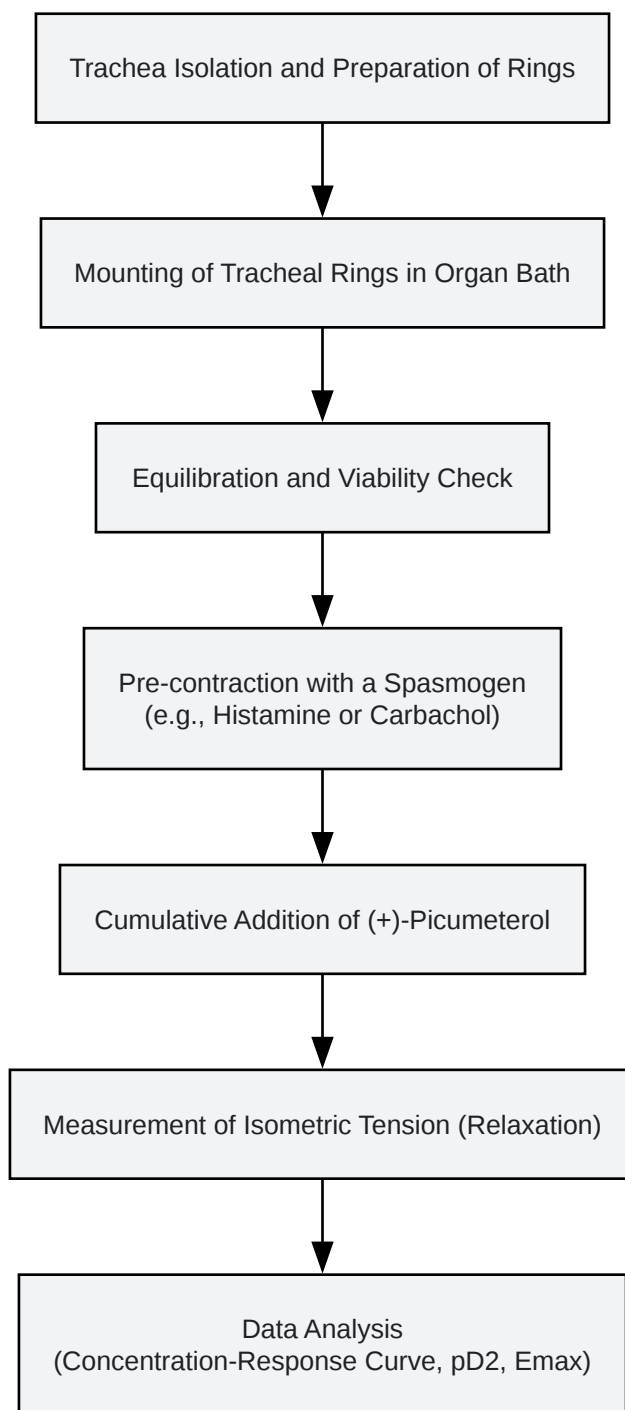 Trachea Isolation and Preparation of Rings
Mounting of Tracheal Rings in Organ Bath
Equilibration and Viability Check
Pre-contraction with a Spasmogen
(e.g., Histamine or Carbachol)
Cumulative Addition of (+)-Picumeterol
Measurement of Isometric Tension (Relaxation)
Data Analysis
(Concentration-Response Curve, pD2, Emax)